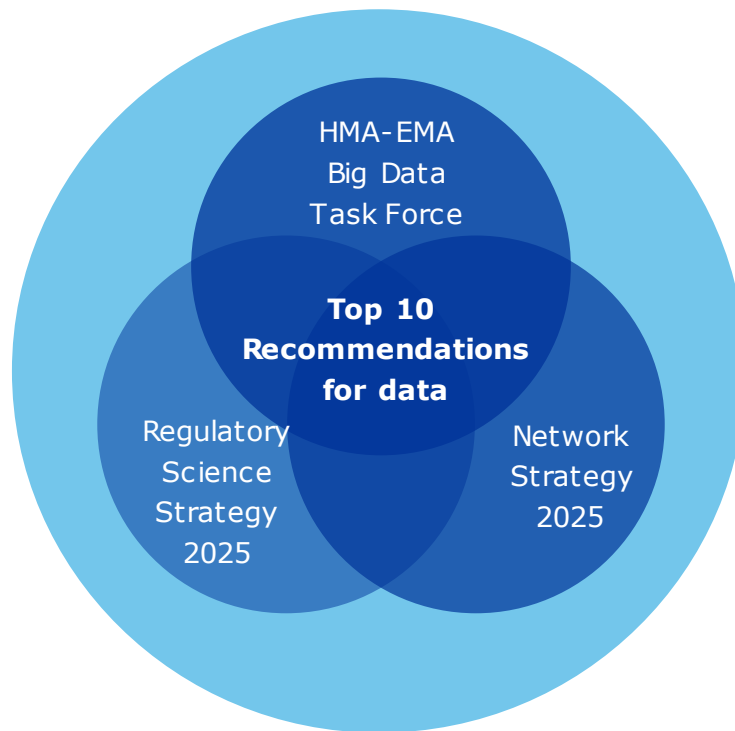 HMA-EMA
Big Data
Task Force
Top 10
Recommendations
for data
Regulatory
Science
Strategy
2025
Network
Strategy
2025